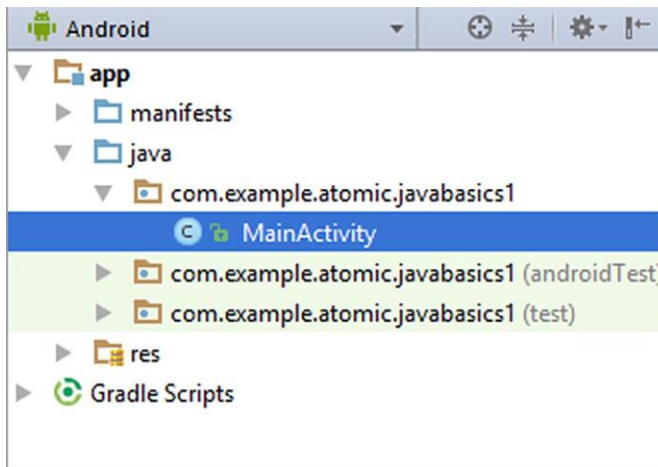 Android
app
manifests
java
com.example.atomic.javabasics1
C MainActivity
com.example.atomic.javabasics1 (androidTest)
com.example.atomic.javabasics1 (test)
res
Gradle Scripts